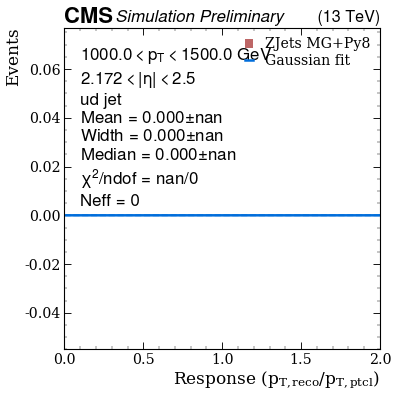 CMS Simulation Preliminary (13 TeV)
Events
1000.0 < pT < 1500.0 GeV
ZJets MG+Py8
Gaussian fit
2.172 < |η| < 2.5
ud jet
Mean = 0.000±nan
Width = 0.000±nan
Median = 0.000±nan
χ²/ndof = nan/0
Neff = 0
0.06
0.04
0.02
0.00
-0.02
-0.04
0.0 0.5 1.0 1.5 2.0
Response (pT,reco/pT,ptcl)